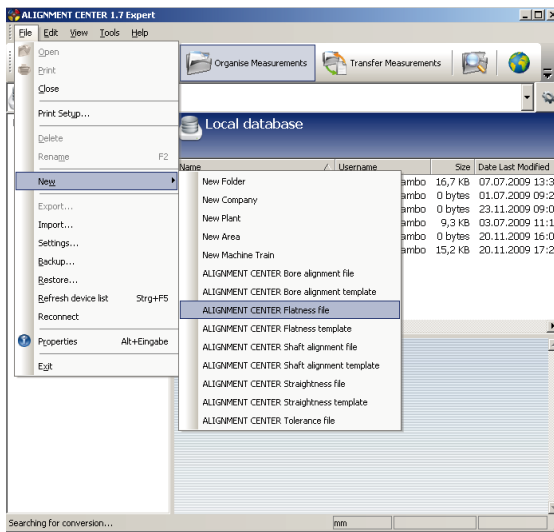 ALIGNMENT CENTER 1.7 Expert
File Edit View Tools Help
Open
Print
Close
Print Setup...
Delete
Rename F2
New
Export...
Import...
Settings...
Backup...
Restore...
Refresh device list Strg+F5
Reconnect
Properties Alt+Eingabe
Exit
Organise Measurements
Transfer Measurements
Local database
Name / Username Size Date Last Modified
ambo 16,7 KB 07.07.2009 13:3
ambo 0 bytes 01.07.2009 09:2
ambo 0 bytes 23.11.2009 09:0
ambo 9,3 KB 03.07.2009 11:1
ambo 0 bytes 20.11.2009 16:0
ambo 15,2 KB 20.11.2009 17:2
New Folder
New Company
New Plant
New Area
New Machine Train
ALIGNMENT CENTER Bore alignment file
ALIGNMENT CENTER Bore alignment template
ALIGNMENT CENTER Flatness file
ALIGNMENT CENTER Flatness template
ALIGNMENT CENTER Shaft alignment file
ALIGNMENT CENTER Shaft alignment template
ALIGNMENT CENTER Straightness file
ALIGNMENT CENTER Straightness template
ALIGNMENT CENTER Tolerance file
Searching for conversion...
mm